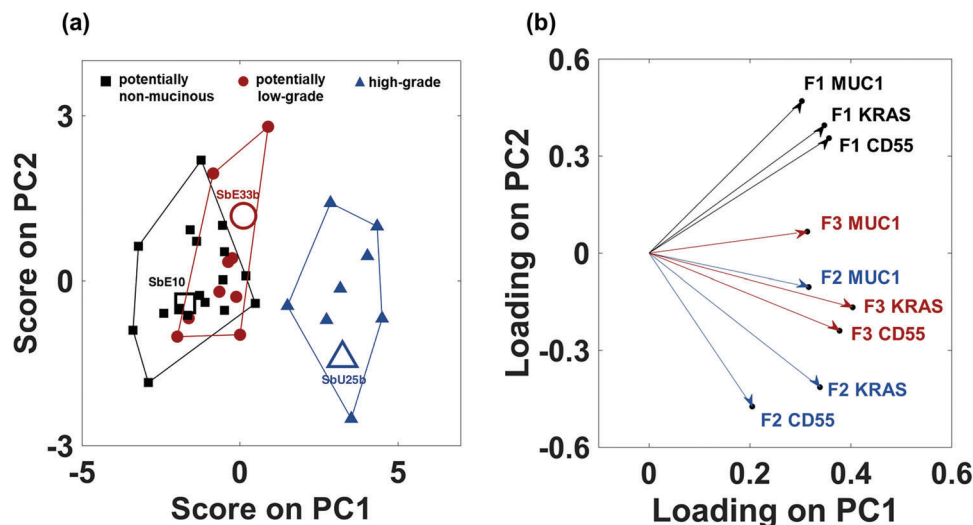 (a)
potentially
non-mucinous
potentially
low-grade
high-grade
3
0
-3
-5
0
5
Score on PC2
Score on PC1
SbE33b
SbE10
SbU25b
(b)
0.6
0.3
0
-0.3
-0.6
0
0.2
0.4
0.6
Loading on PC2
Loading on PC1
F1 MUC1
F1 KRAS
F1 CD55
F3 MUC1
F2 MUC1
F3 KRAS
F3 CD55
F2 KRAS
F2 CD55